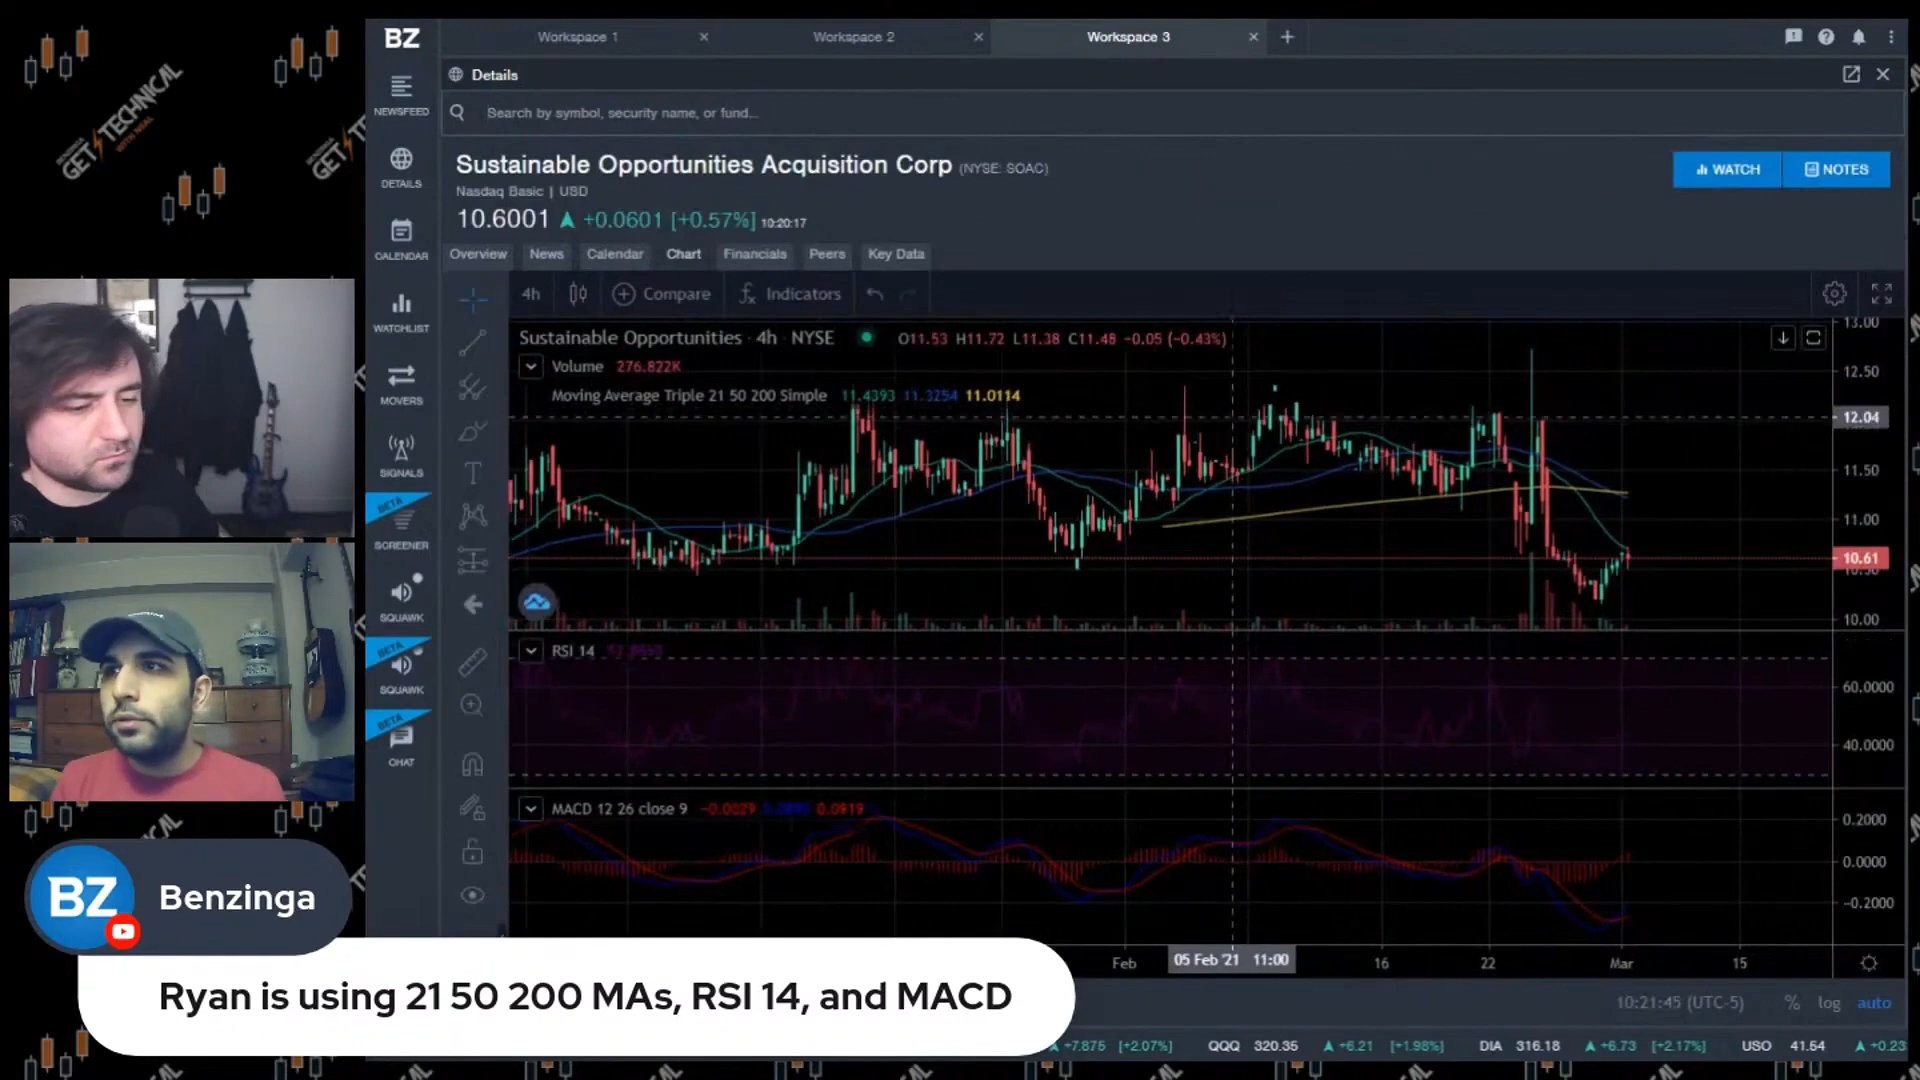 BZ
Workspace 1
Workspace 2
Workspace 3
Details
Search by symbol, security name, or fund...
Sustainable Opportunities Acquisition Corp (NYSE: SOAC)
Nasdaq Basic | USD
10.6001 ▲ +0.0601 [+0.57%] 10:20:17
WATCH
NOTES
Overview News Calendar Chart Financials Peers Key Data
4h Compare Indicators
Sustainable Opportunities · 4h · NYSE O11.53 H11.72 L11.38 C11.48 -0.05 (-0.43%)
Volume 276.822K
Moving Average Triple 21 50 200 Simple 11.4393 11.3254 11.0114
13.00
12.50
12.04
11.50
11.00
10.61
10.00
RSI 14
60.0000
40.0000
MACD 12 26 close 9 -0.0029 0.0919
0.2000
0.0000
-0.2000
Feb 05 Feb '21 11:00 16 22 Mar 15
10:21:45 (UTC-5) % log auto
+7.875 [+2.07%] QQQ 320.35 ▲ +6.21 [+1.98%] DIA 316.18 ▲ +6.73 [+2.17%] USO 41.54 ▲ +0.23
NEWSFEED
DETAILS
CALENDAR
WATCHLIST
MOVERS
SIGNALS
BETA
SCREENER
SQUAWK
BETA
SQUAWK
BETA
CHAT
BENZINGA
GET TECHNICAL
WITH NEAL
BZ Benzinga
Ryan is using 21 50 200 MAs, RSI 14, and MACD